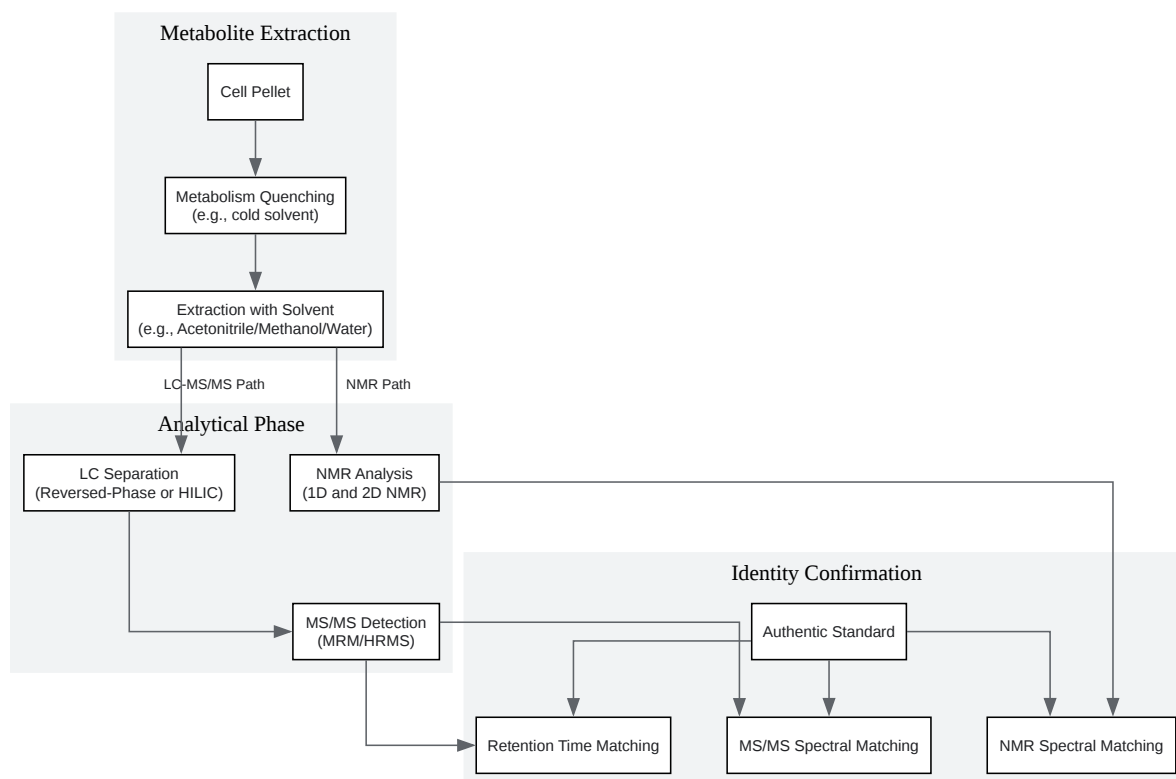 Metabolite Extraction
Cell Pellet
Metabolism Quenching
(e.g., cold solvent)
Extraction with Solvent
(e.g., Acetonitrile/Methanol/Water)
LC-MS/MS Path
NMR Path
Analytical Phase
LC Separation
(Reversed-Phase or HILIC)
NMR Analysis
(1D and 2D NMR)
Identity Confirmation
MS/MS Detection
(MRM/HRMS)
Authentic Standard
Retention Time Matching
MS/MS Spectral Matching
NMR Spectral Matching